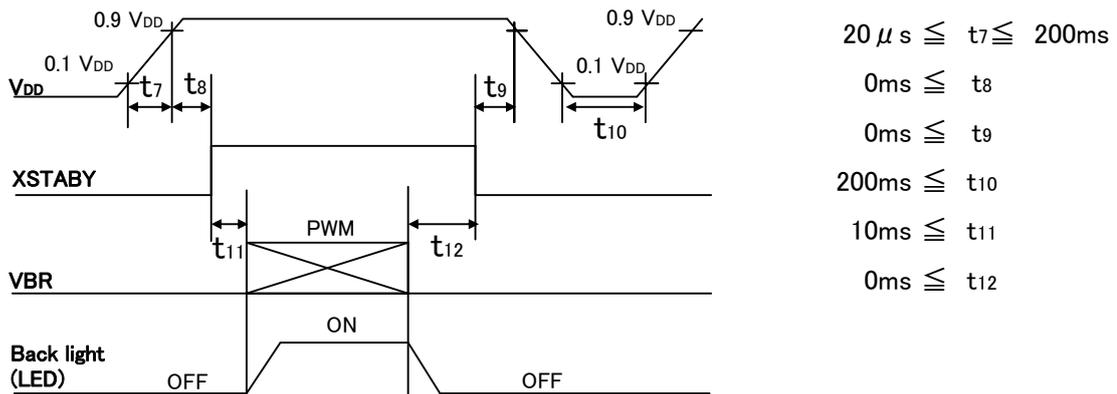 0.9 VDD
0.9 VDD
0.1 VDD
0.1 VDD
VDD
t7
t8
t9
t10
XSTABY
t11
PWM
t12
VBR
ON
Back light
(LED)
OFF
OFF
20 μ s ≦ t7 ≦ 200ms
0ms ≦ t8
0ms ≦ t9
200ms ≦ t10
10ms ≦ t11
0ms ≦ t12